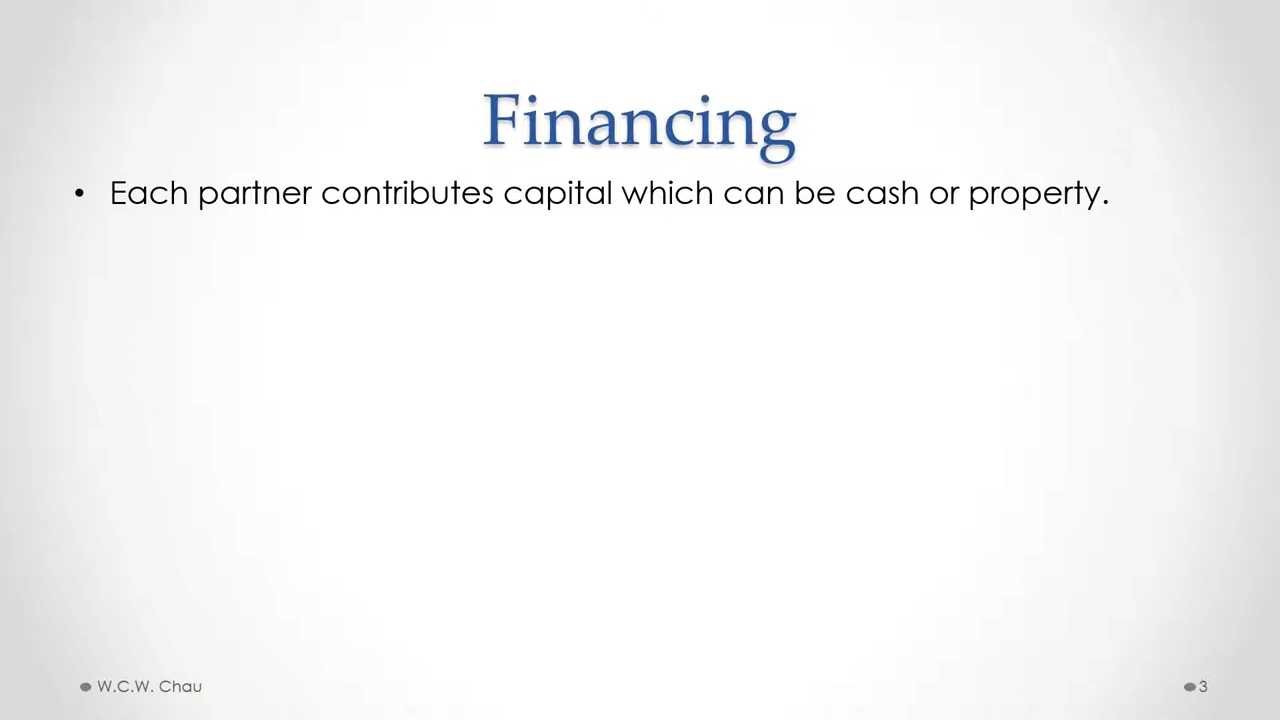 Financing
• Each partner contributes capital which can be cash or property.
W.C.W. Chau
3